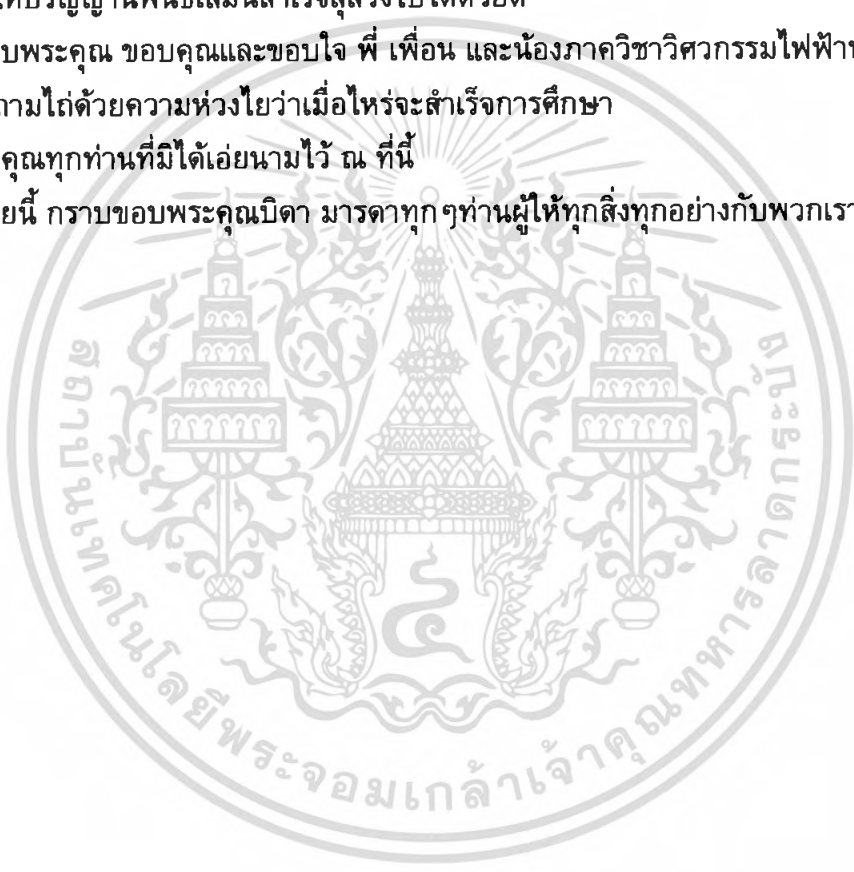 บพระคุณ ขอบคุณและขอบใจ พี่ เพื่อน และน้องภาควิชาวิศวกรรมไฟฟ้า
ถามไถ่ด้วยความห่วงใยว่าเมื่อไหร่จะสำเร็จการศึกษา
คุณทุกท่านที่มิได้เอ่ยนามไว้ ณ ที่นี้
ยนี้ กราบขอบพระคุณบิดา มารดาทุกๆท่านผู้ให้ทุกสิ่งทุกอย่างกับพวกเรา
สถาบันเทคโนโลยีพระจอมเกล้าเจ้าคุณทหารลาดกระบัง
๔